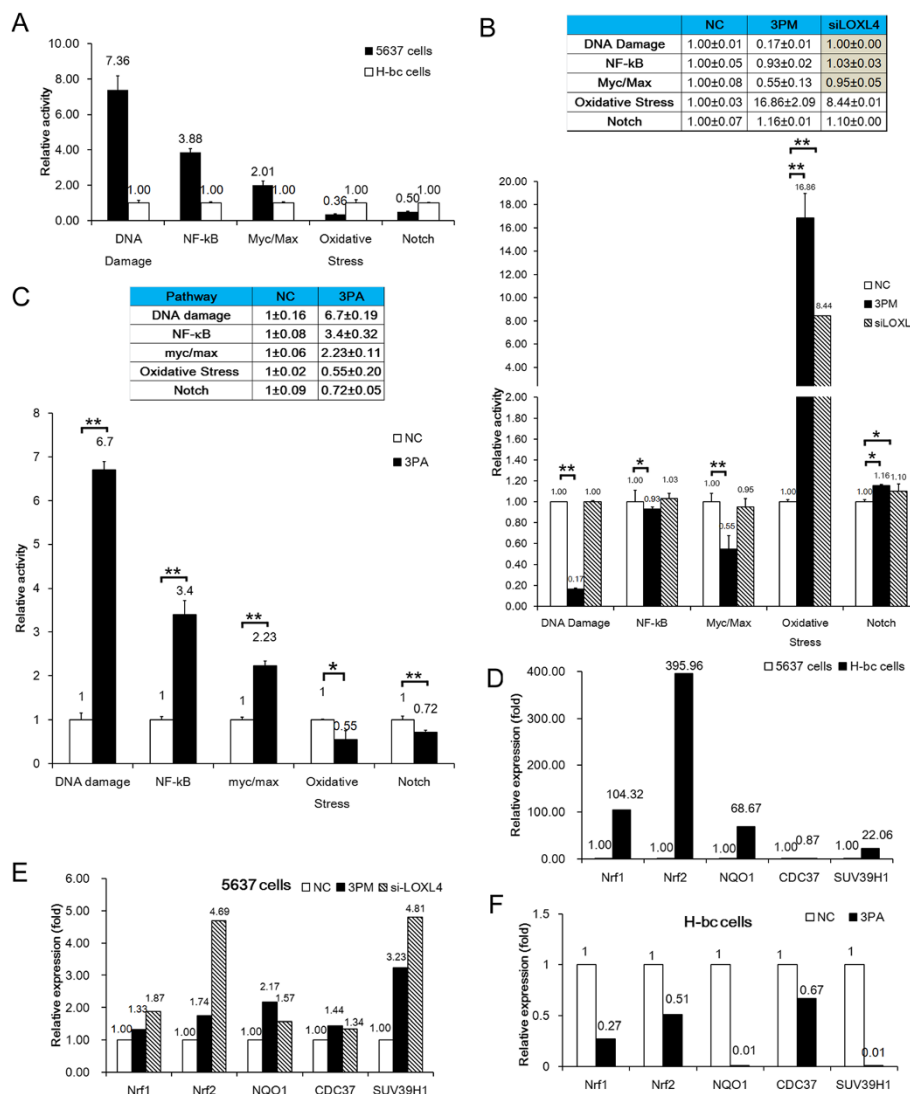 A
10.00
8.00
6.00
4.00
2.00
0.00
Relative activity
7.36
1.00
3.88
1.00
2.01
1.00
0.36
1.00
0.50
1.00
5637 cells
H-bc cells
DNA Damage
NF-kB
Myc/Max
Oxidative Stress
Notch
B
NC 3PM siLOXL4
DNA Damage 1.00±0.01 0.17±0.01 1.00±0.00
NF-kB 1.00±0.05 0.93±0.02 1.03±0.03
Myc/Max 1.00±0.08 0.55±0.13 0.95±0.05
Oxidative Stress 1.00±0.03 16.86±2.09 8.44±0.01
Notch 1.00±0.07 1.16±0.01 1.10±0.00
20.00
18.00
16.00
14.00
12.00
10.00
8.00
6.00
4.00
2.00
1.80
1.60
1.40
1.20
1.00
0.80
0.60
0.40
0.20
0.00
Relative activity
**
1.00
0.17
1.00
*
1.00
0.93
1.03
**
1.00
0.55
0.95
**
**
1.00
16.86
8.44
*
*
1.00
1.16
1.10
NC
3PM
siLOXL
DNA Damage
NF-kB
Myc/Max
Oxidative
Stress
Notch
C
Pathway NC 3PA
DNA damage 1±0.16 6.7±0.19
NF-κB 1±0.08 3.4±0.32
myc/max 1±0.06 2.23±0.11
Oxidative Stress 1±0.02 0.55±0.20
Notch 1±0.09 0.72±0.05
8
7
6
5
4
3
2
1
0
Relative activity
**
1
6.7
**
1
3.4
**
1
2.23
*
1
0.55
**
1
0.72
NC
3PA
DNA damage
NF-kB
myc/max
Oxidative
Stress
Notch
D
5637 cells
H-bc cells
400.00
300.00
200.00
100.00
0.00
Relative expression (fold)
1.00
104.32
1.00
395.96
1.00
68.67
1.00
0.87
1.00
22.06
Nrf1
Nrf2
NQO1
CDC37
SUV39H1
E
5637 cells
NC
3PM
si-LOXL4
6.00
5.00
4.00
3.00
2.00
1.00
0.00
Relative expression (fold)
1.00
1.33
1.87
1.00
1.74
4.69
1.00
2.17
1.57
1.00
1.44
1.34
1.00
3.23
4.81
Nrf1
Nrf2
NQO1
CDC37
SUV39H1
F
H-bc cells
NC
3PA
1.5
1
0.5
0
Relative expression (fold)
1
0.27
1
0.51
1
0.01
1
0.67
1
0.01
Nrf1
Nrf2
NQO1
CDC37
SUV39H1